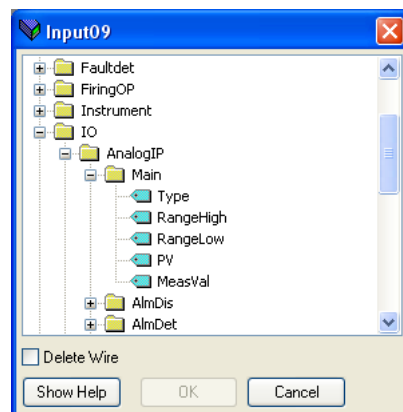 Input09
Faultdet
FiringOP
Instrument
IO
AnalogIP
Main
Type
RangeHigh
RangeLow
PV
MeasVal
AlmDis
AlmDet
Delete Wire
Show Help OK Cancel